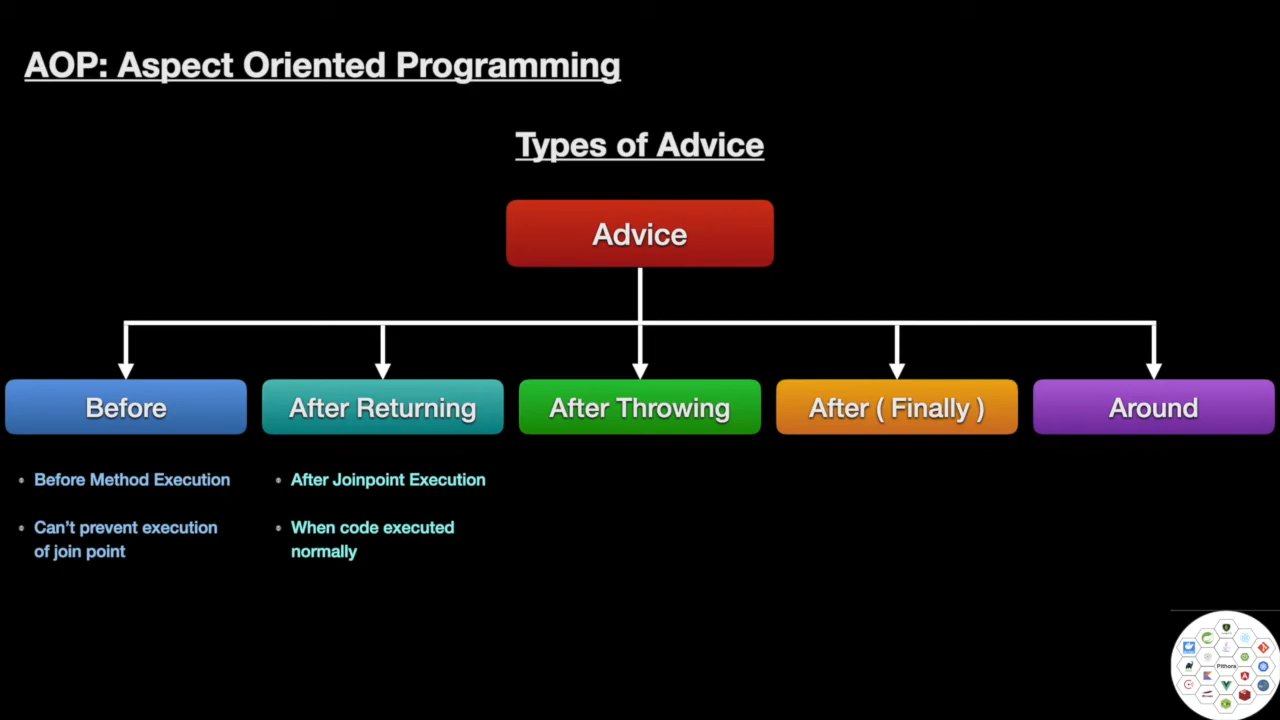 AOP: Aspect Oriented Programming
Types of Advice
Advice
Before
After Returning
After Throwing
After ( Finally )
Around
• Before Method Execution
• Can't prevent execution
of join point
• After Joinpoint Execution
• When code executed
normally